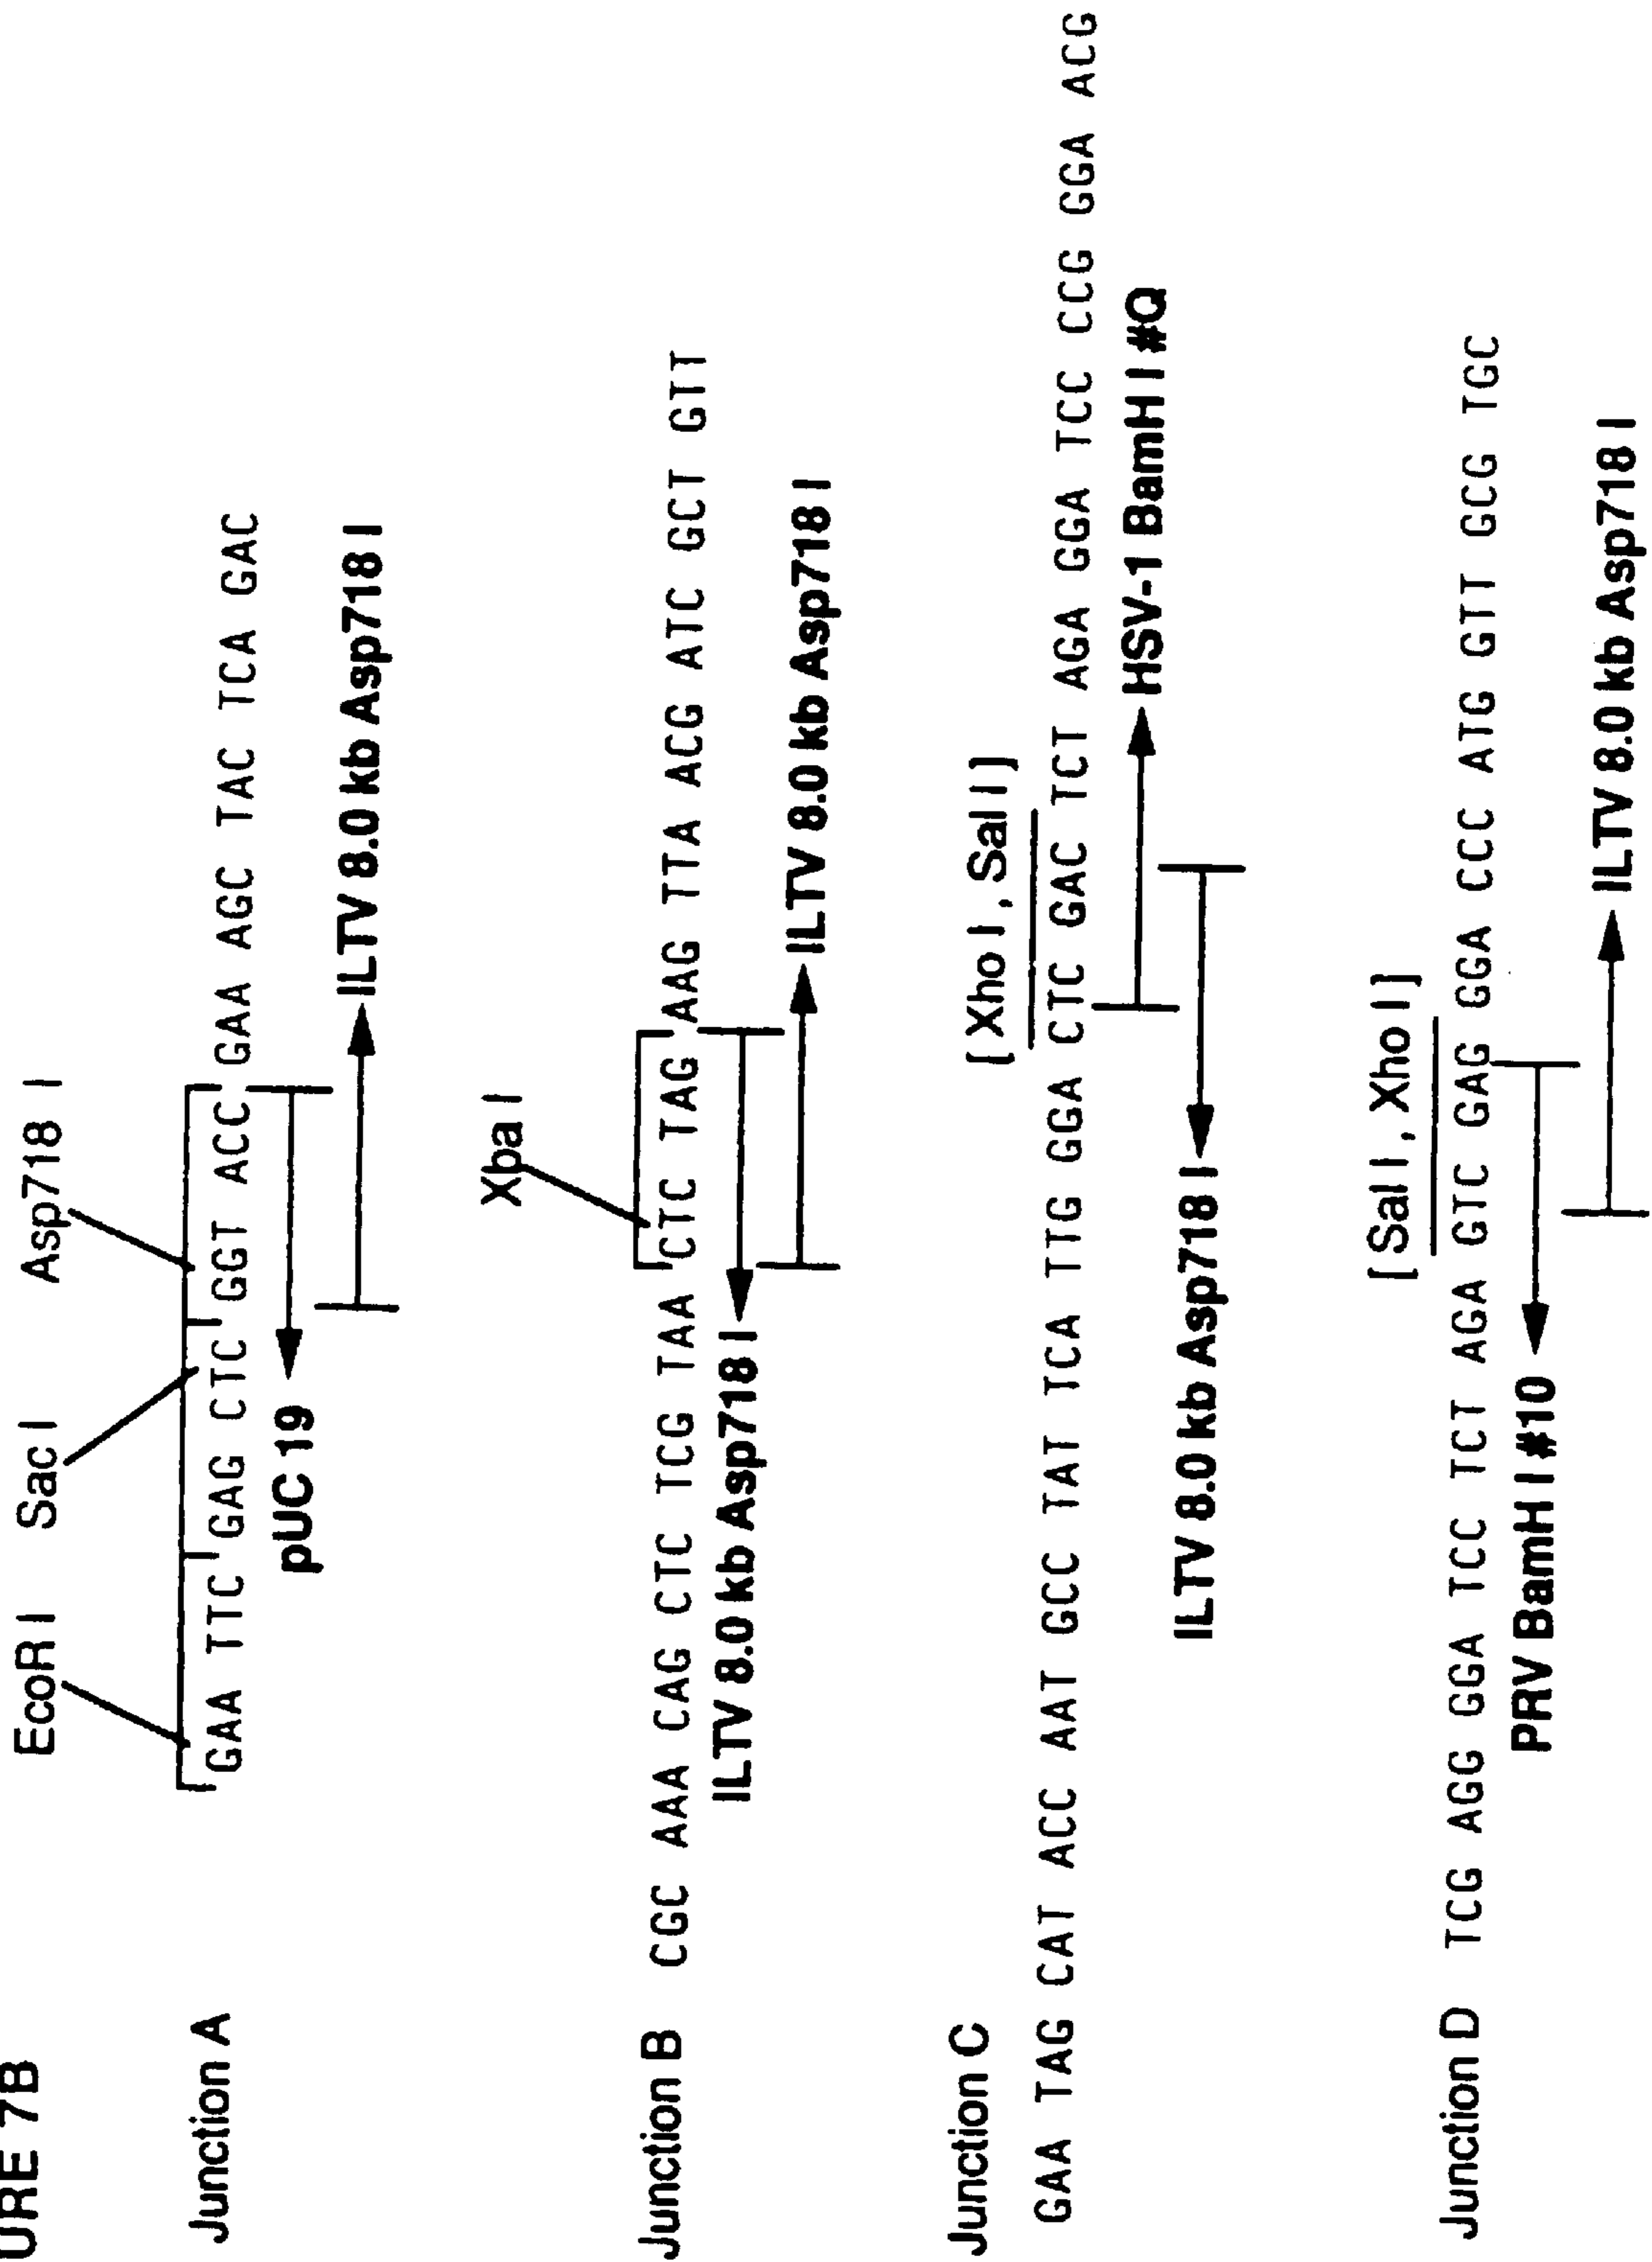 URE 7B
EcoR I Sac I Asp718 I
Junction A GAA TTC GAG CTC GGT ACC GAA AGC TAC TCA GAC
pUC 19
ILTV 8.0 kb Asp718 I
Xba I
Junction B CGC AAA CAG CTC TCG TAA CTC TAG AAG TTA ACG ATC GCT GTT
ILTV 8.0 kb Asp718 I
ILTV 8.0 kb Asp718 I
Junction C
[Xho I, Sal I]
GAA TAG CAT ACC AAT GCC TAT TCA TTG GGA CTC GAC TCT AGA GGA TCC CCG GGA ACG
HSV-1 BamH I #Q
ILTV 8.0 kb Asp718 I
[Sal I, Xho I]
Junction D TCG AGG GGA TCC TCT AGA GTC GAG GGA CCC ATG GTT GCG TGC
PRV BamH I #10
ILTV 8.0 kb Asp718 I